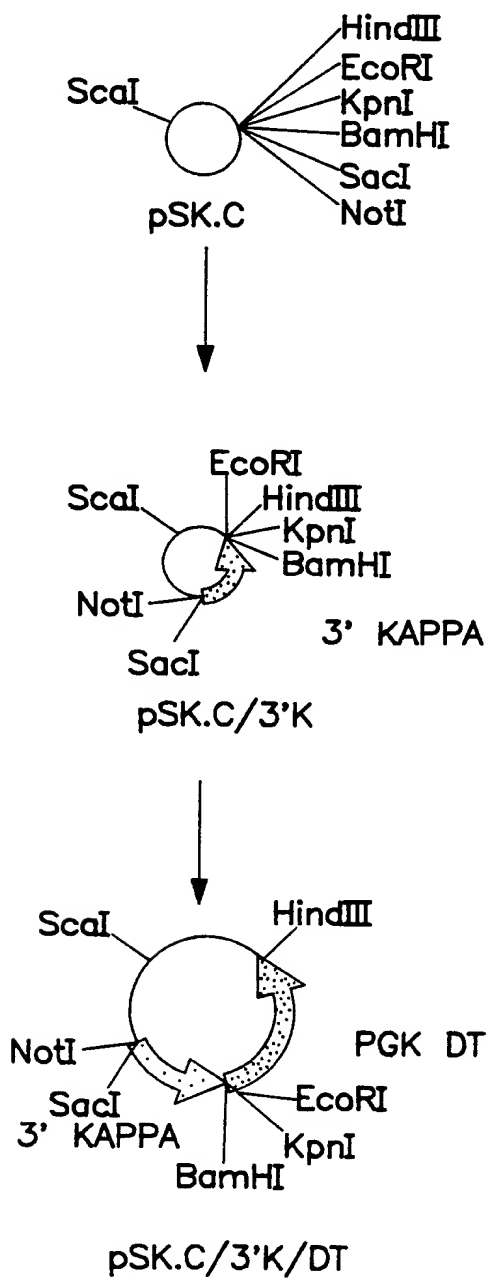 HindIII
EcoRI
ScaI
KpnI
BamHI
SacI
NotI
pSK.C
EcoRI
ScaI
HindIII
KpnI
BamHI
NotI
3' KAPPA
SacI
pSK.C/3'K
HindIII
ScaI
PGK DT
NotI
EcoRI
SacI
3' KAPPA
KpnI
BamHI
pSK.C/3'K/DT